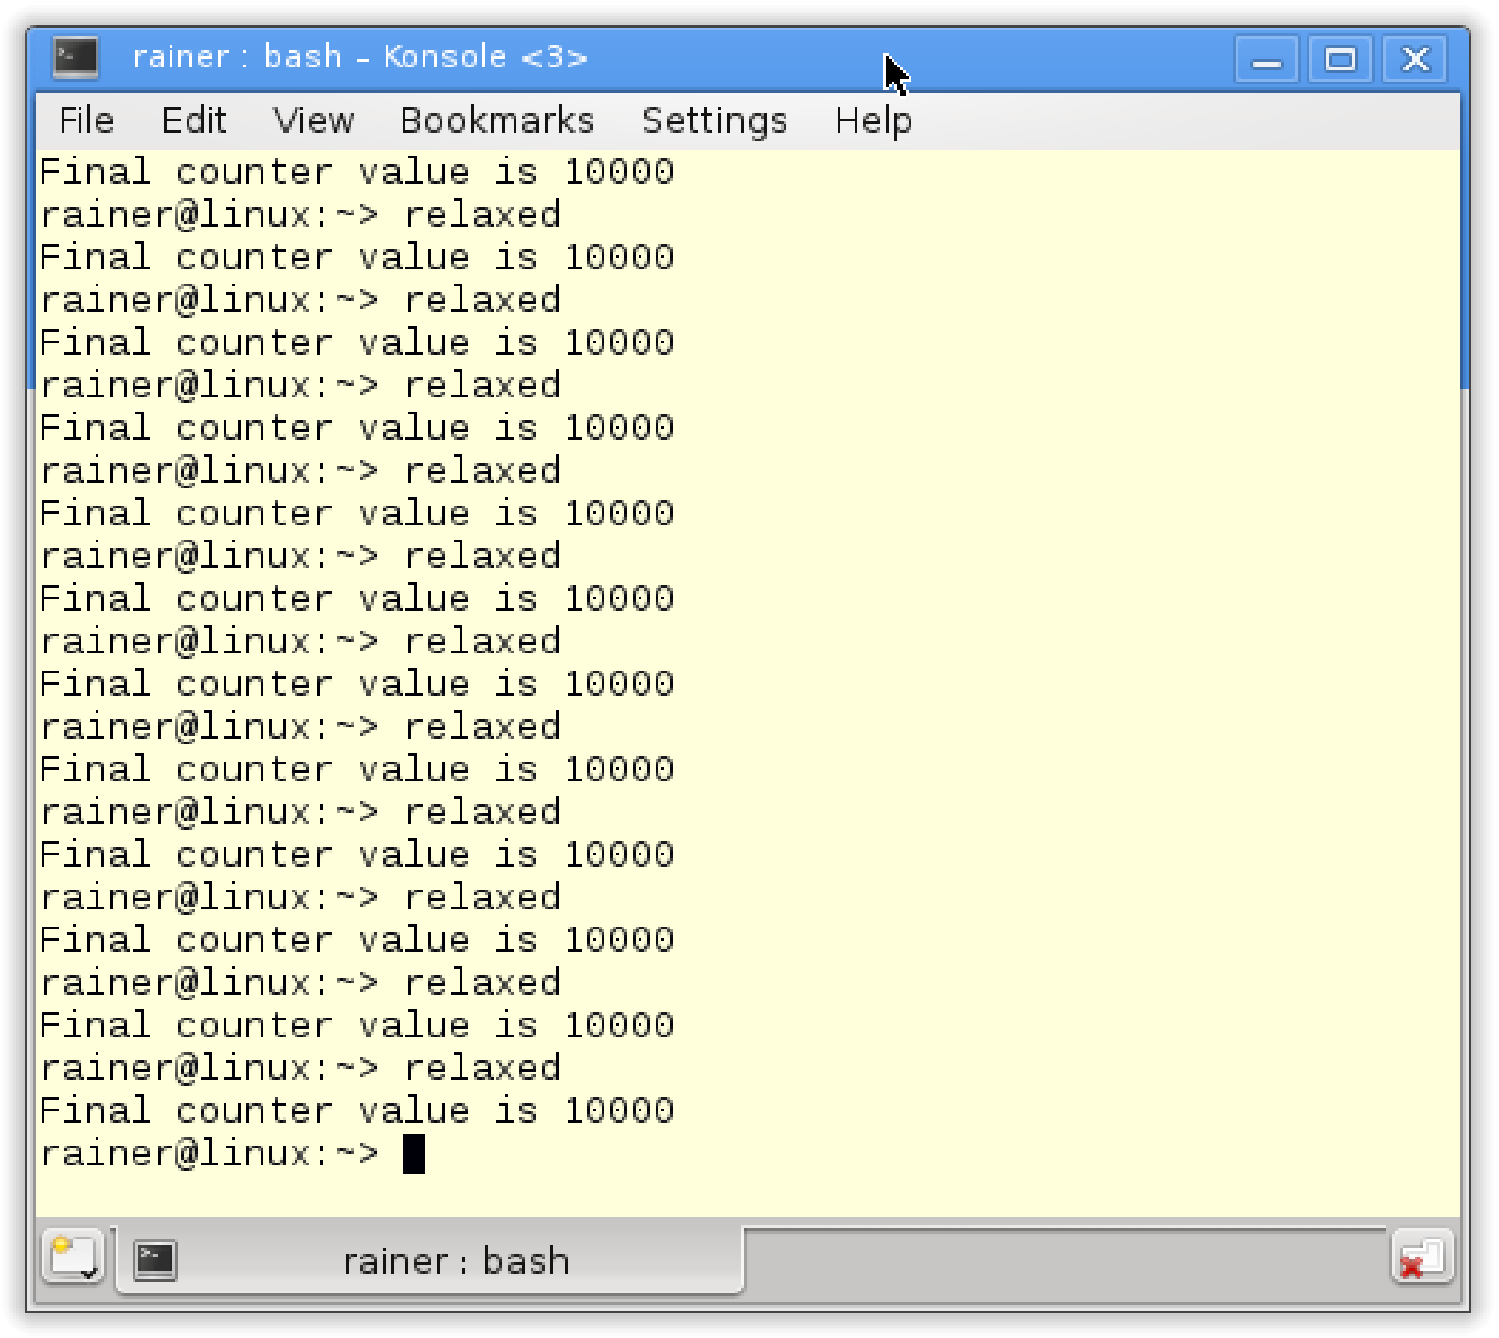 rainer : bash – Konsole <3>
File Edit View Bookmarks Settings Help
Final counter value is 10000
rainer@linux:~> relaxed
Final counter value is 10000
rainer@linux:~> relaxed
Final counter value is 10000
rainer@linux:~> relaxed
Final counter value is 10000
rainer@linux:~> relaxed
Final counter value is 10000
rainer@linux:~> relaxed
Final counter value is 10000
rainer@linux:~> relaxed
Final counter value is 10000
rainer@linux:~> relaxed
Final counter value is 10000
rainer@linux:~> relaxed
Final counter value is 10000
rainer@linux:~> relaxed
Final counter value is 10000
rainer@linux:~> relaxed
Final counter value is 10000
rainer@linux:~> relaxed
Final counter value is 10000
rainer@linux:~>
rainer : bash